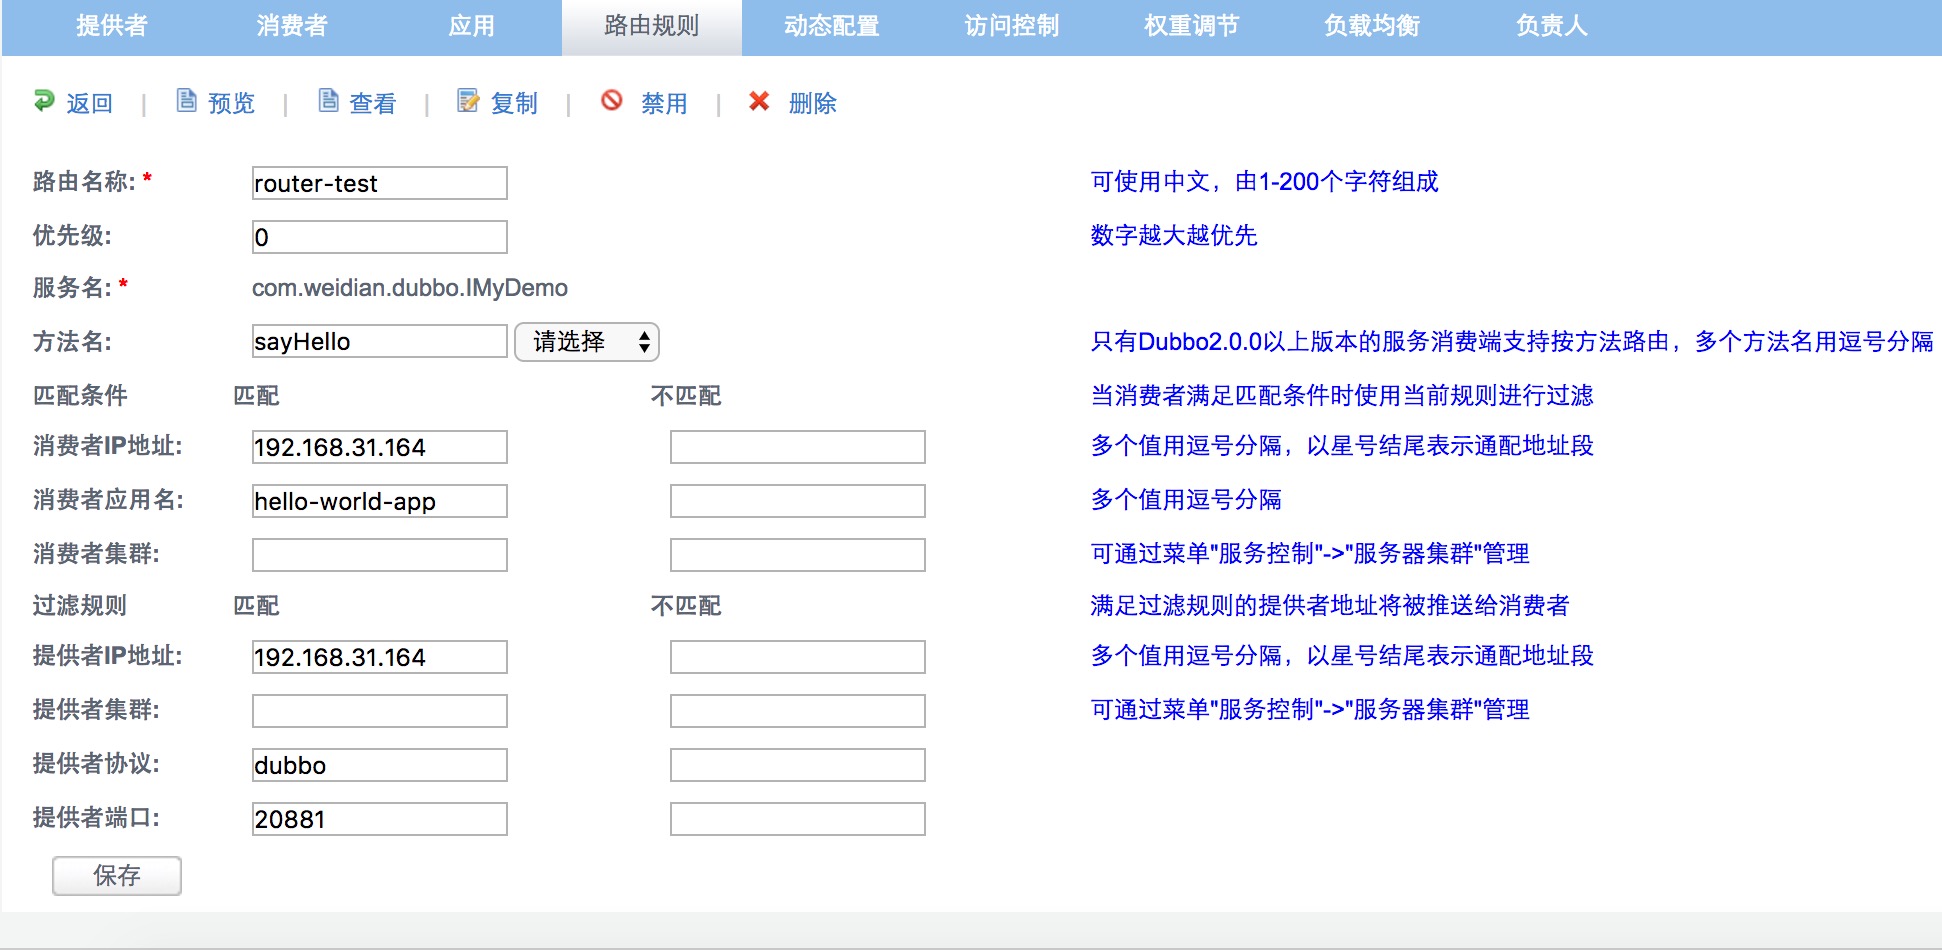 提供者 消费者 应用 路由规则 动态配置 访问控制 权重调节 负载均衡 负责人
返回 | 预览 | 查看 | 复制 | 禁用 | 删除
路由名称: * router-test 可使用中文，由1-200个字符组成
优先级: 0 数字越大越优先
服务名: * com.weidian.dubbo.IMyDemo
方法名: sayHello 请选择 只有Dubbo2.0.0以上版本的服务消费端支持按方法路由，多个方法名用逗号分隔
匹配条件 匹配 不匹配 当消费者满足匹配条件时使用当前规则进行过滤
消费者IP地址: 192.168.31.164 多个值用逗号分隔，以星号结尾表示通配地址段
消费者应用名: hello-world-app 多个值用逗号分隔
消费者集群: 可通过菜单"服务控制"->"服务器集群"管理
过滤规则 匹配 不匹配 满足过滤规则的提供者地址将被推送给消费者
提供者IP地址: 192.168.31.164 多个值用逗号分隔，以星号结尾表示通配地址段
提供者集群: 可通过菜单"服务控制"->"服务器集群"管理
提供者协议: dubbo
提供者端口: 20881
保存